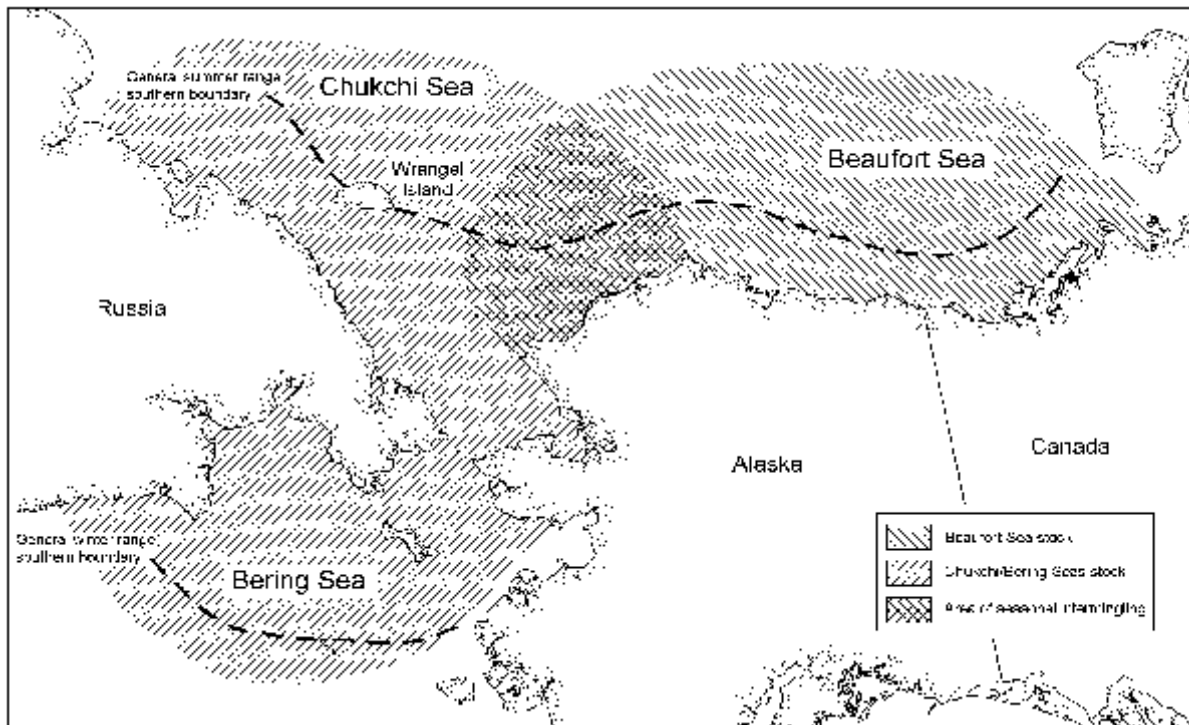 General summer range
southern boundary
Chukchi Sea
Beaufort Sea
Wrangel
Island
Russia
Alaska
Canada
General winter range
southern boundary
Bering Sea
Beaufort Sea stock
Chukchi/Bering Seas stock
Area of seasonal intermingling